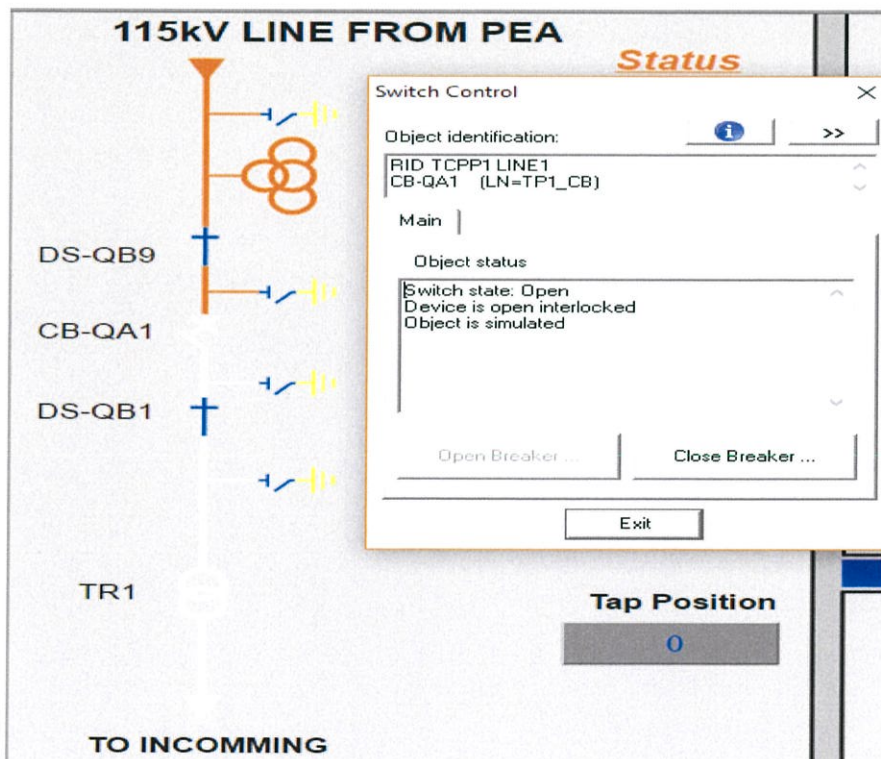 115kV LINE FROM PEA
Status
Switch Control
Object identification:
>>
RID TCPP1 LINE1
CB-QA1 (LN=TP1_CB)
Main
Object status
Switch state: Open
Device is open interlocked
Object is simulated
Open Breaker ...
Close Breaker ...
Exit
DS-QB9
CB-QA1
DS-QB1
TR1
Tap Position
0
TO INCOMMING